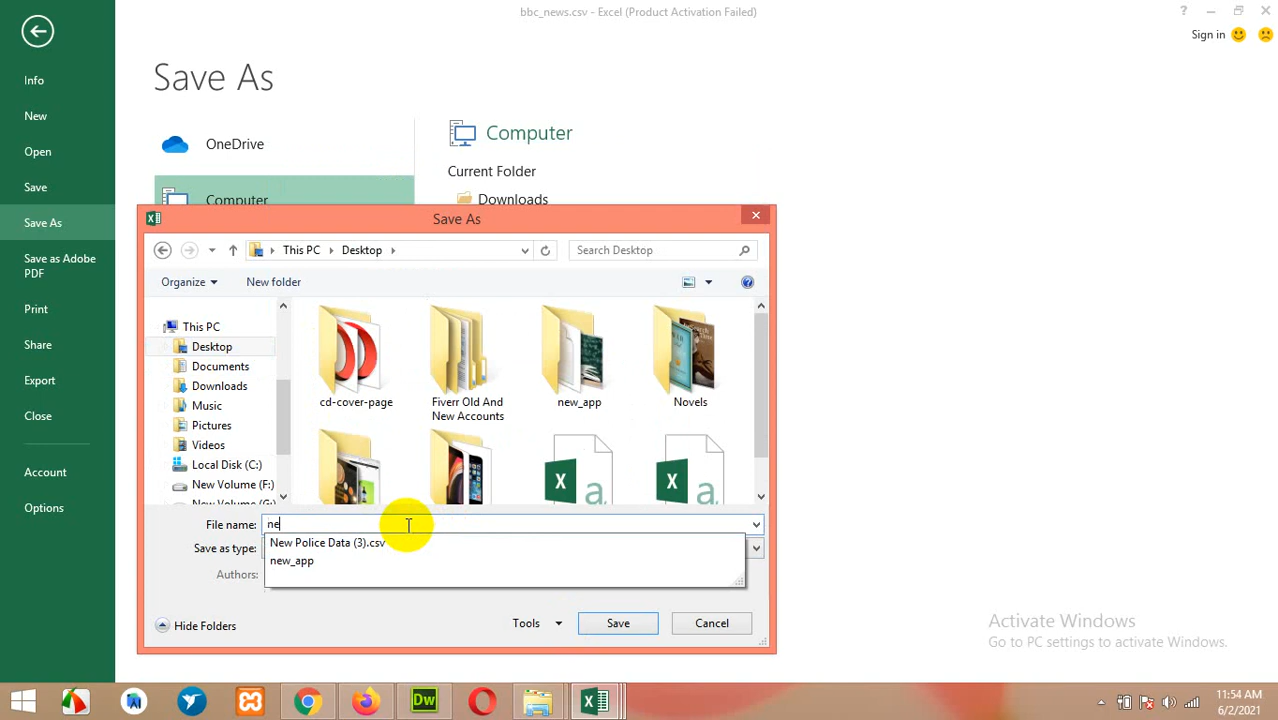 bbc_news.csv - Excel (Product Activation Failed)
?
Sign in
Info
New
Open
Save
Save As
Save as Adobe
PDF
Print
Share
Export
Close
Account
Options
Save As
OneDrive
Computer
Computer
Current Folder
Downloads
Save As
This PC
Desktop
Search Desktop
Organize
New folder
?
This PC
Desktop
Documents
Downloads
Music
Pictures
Videos
Local Disk (C:)
New Volume (F:)
New Volume (G:)
cd-cover-page
Fiverr Old And
New Accounts
new_app
Novels
X a
X a
File name: ne
New Police Data (3).csv
new_app
Save as type:
Authors:
Hide Folders
Tools
Save
Cancel
Activate Windows
Go to PC settings to activate Windows.
Dw
11:54 AM
6/2/2021